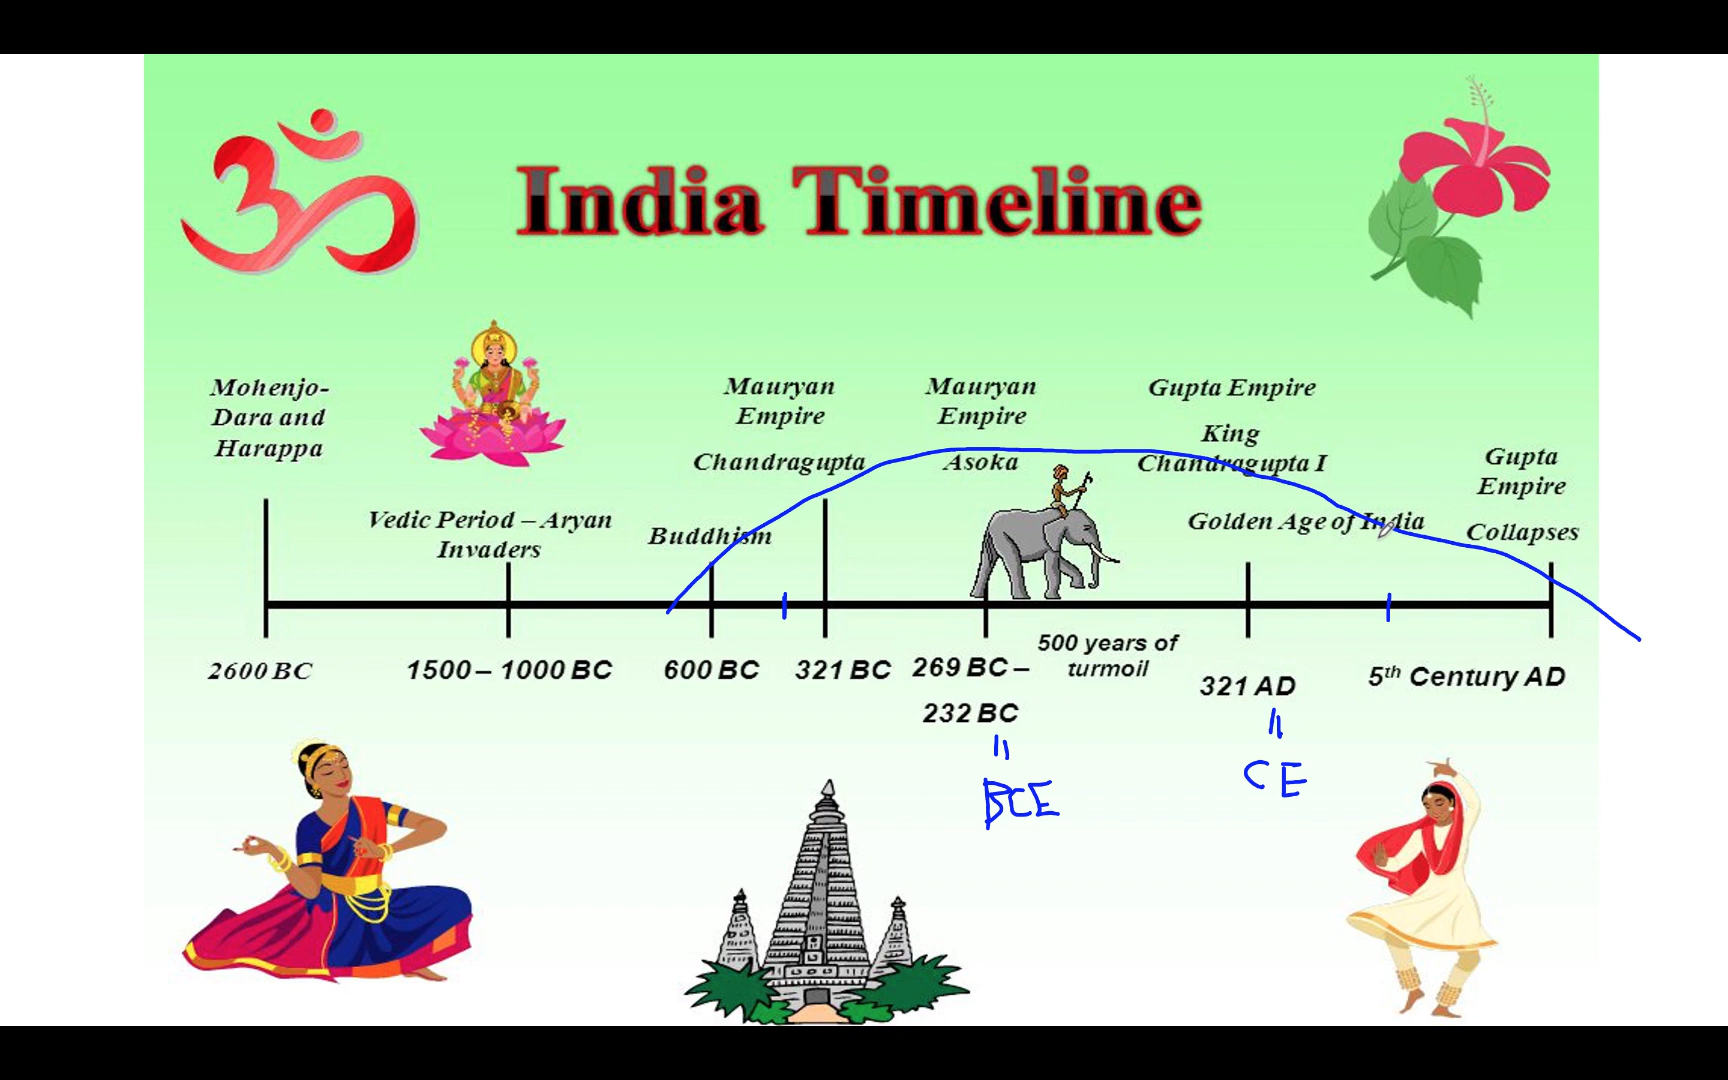 ॐ
India Timeline
Mohenjo-
Dara and
Harappa
Vedic Period – Aryan
Invaders
Buddhism
Mauryan
Empire
Chandragupta
Mauryan
Empire
Asoka
Gupta Empire
King
Chandragupta I
Golden Age of India
Gupta
Empire
Collapses
2600 BC
1500 – 1000 BC
600 BC
321 BC
269 BC –
232 BC
500 years of
turmoil
321 AD
5th Century AD
BCE
CE